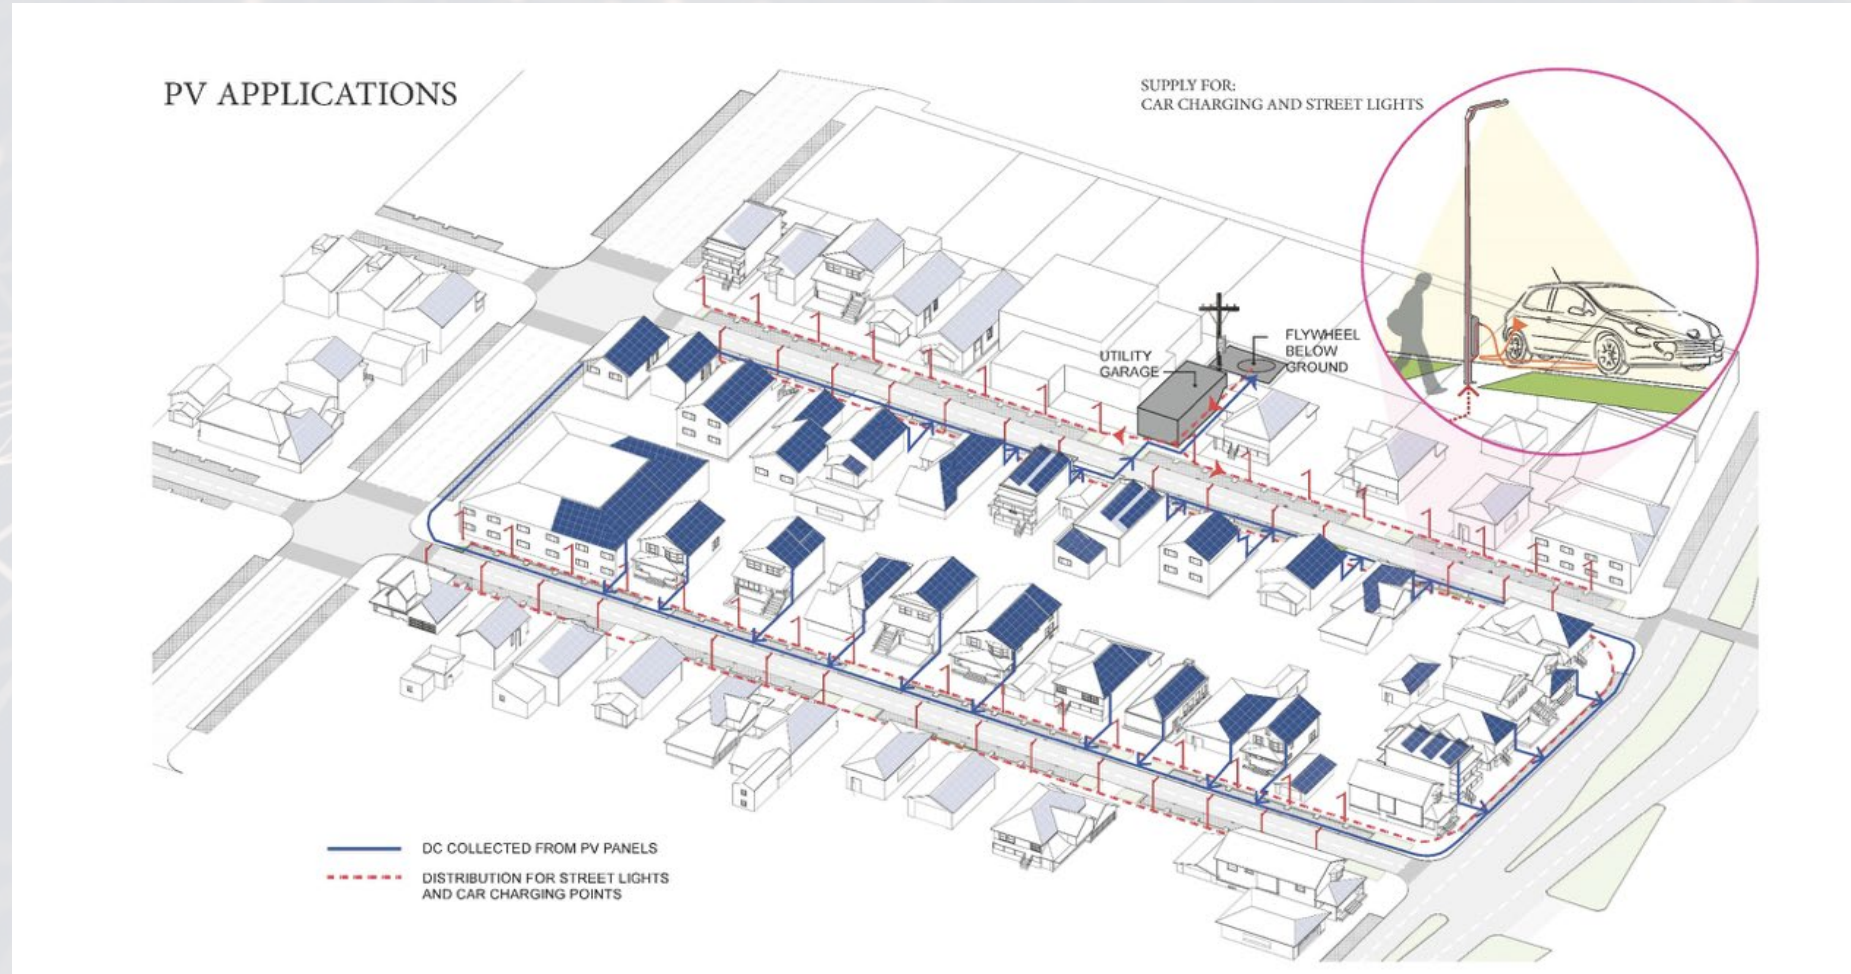 PV APPLICATIONS
SUPPLY FOR:
CAR CHARGING AND STREET LIGHTS
UTILITY
GARAGE
FLYWHEEL
BELOW
GROUND
DC COLLECTED FROM PV PANELS
DISTRIBUTION FOR STREET LIGHTS
AND CAR CHARGING POINTS